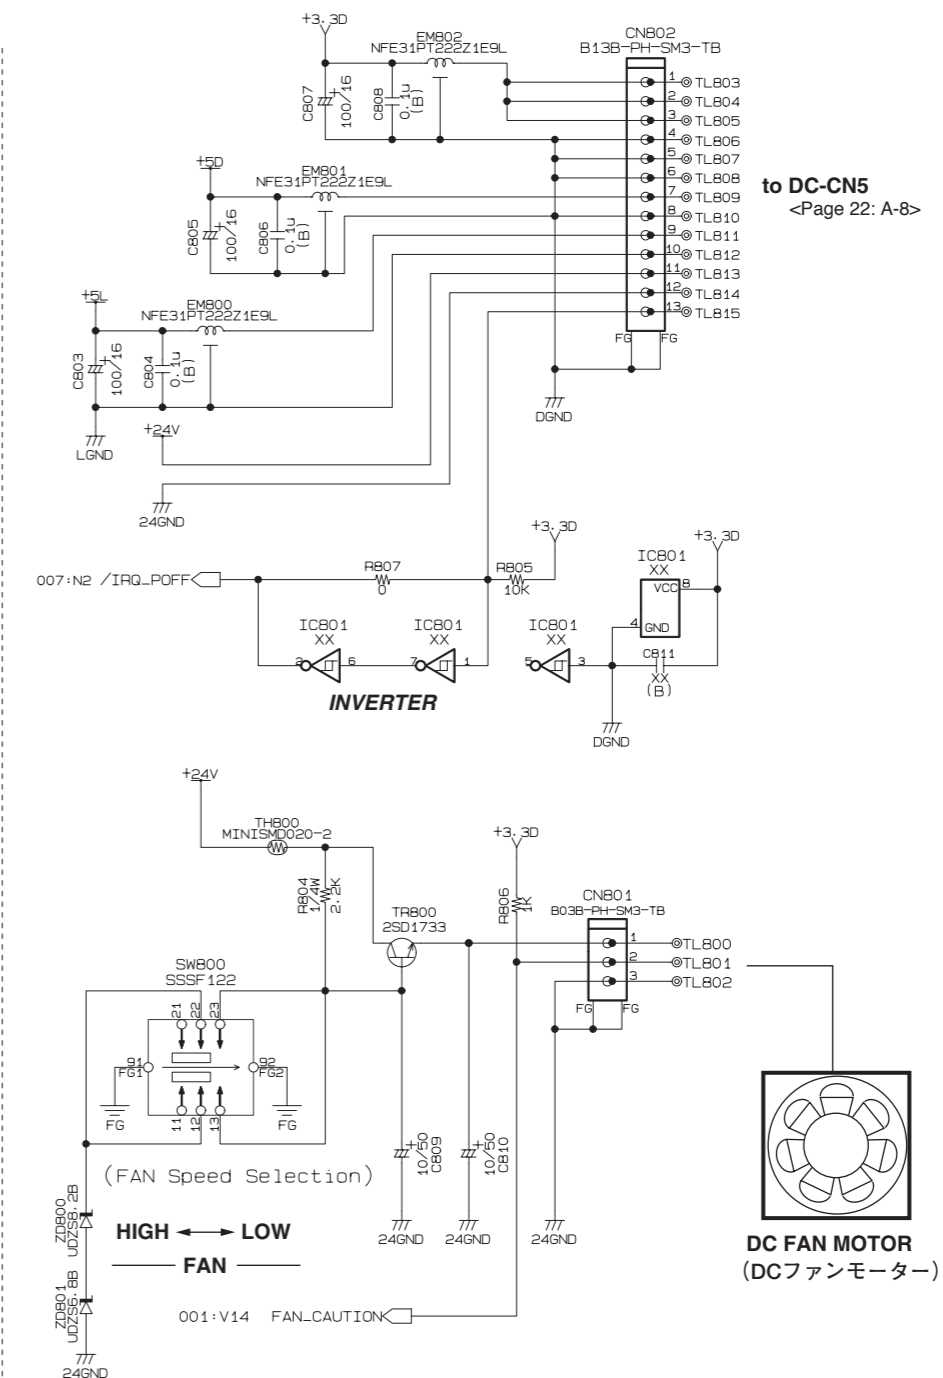 +3.3D
EM802
NFE31PT222Z1E9L
CN802
B13B-PH-SM3-TB
C807
100/16
+
C808
0.1u
(B)
1
TL803
2
TL804
3
TL805
4
TL806
5
TL807
6
TL808
7
TL809
8
TL810
9
TL811
10
TL812
11
TL813
12
TL814
13
TL815
FG
FG
to DC-CN5
<Page 22: A-8>
+5D
EM801
NFE31PT222Z1E9L
C805
100/16
+
C806
0.1u
(B)
+5L
EM800
NFE31PT222Z1E9L
C803
100/16
+
C804
0.1u
(B)
LGND
+24V
24GND
DGND
007:N2 /IRQ_POFF
R807
0
R805
10K
+3.3D
IC801
XX
2
6
IC801
XX
7
1
IC801
XX
5
3
INVERTER
IC801
XX
VCC
8
4
GND
+3.3D
C811
XX
(B)
DGND
+24V
TH800
MINISMD020-2
R804
1/4W
2.2K
TR800
2SD1733
+3.3D
R806
1K
CN801
B03B-PH-SM3-TB
1
TL800
2
TL801
3
TL802
FG
FG
SW800
SSSF122
21
22
23
91
FG1
92
FG2
11
12
13
FG
FG
(FAN Speed Selection)
HIGH
LOW
FAN
ZD800
UDZS8.2B
ZD801
UDZS6.8B
24GND
+
10/50
C809
24GND
+
10/50
C810
24GND
24GND
001:V14 FAN_CAUTION
DC FAN MOTOR
(DCファンモーター)